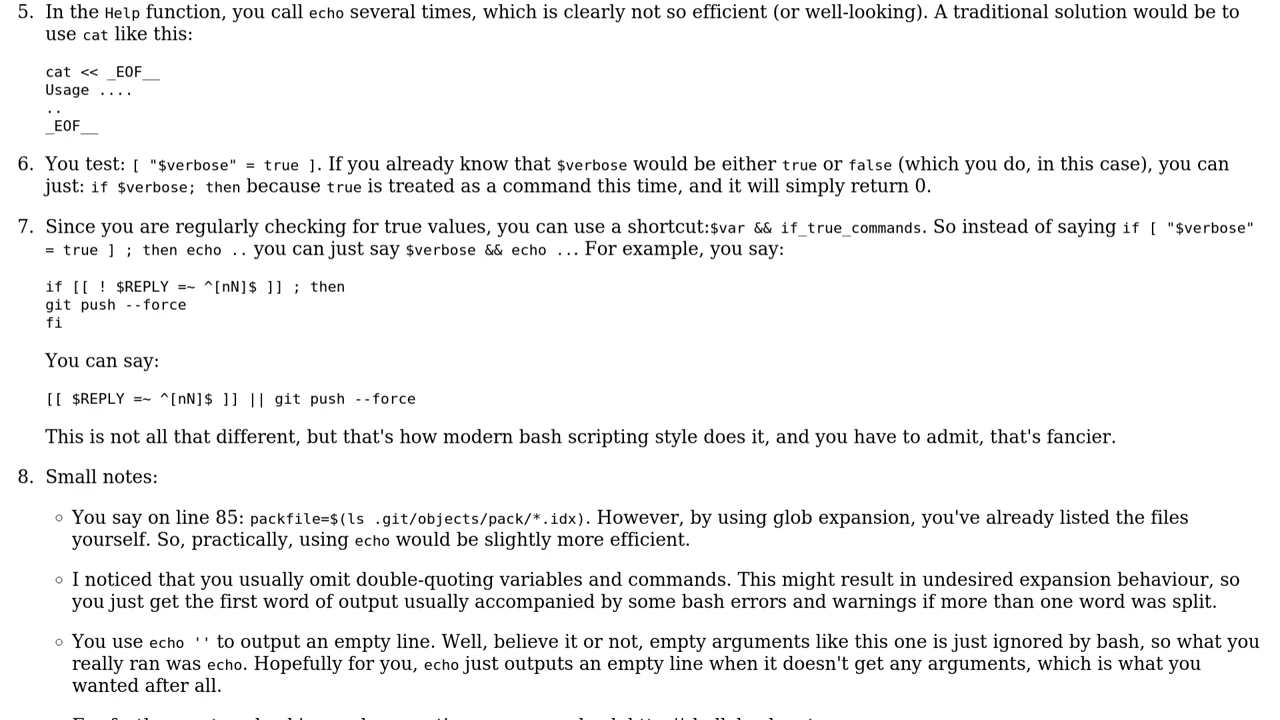 5. In the Help function, you call echo several times, which is clearly not so efficient (or well-looking). A traditional solution would be to
use cat like this:
cat << _EOF__
Usage ....
..
_EOF__
6. You test: [ "$verbose" = true ]. If you already know that $verbose would be either true or false (which you do, in this case), you can
just: if $verbose; then because true is treated as a command this time, and it will simply return 0.
7. Since you are regularly checking for true values, you can use a shortcut:$var && if_true_commands. So instead of saying if [ "$verbose"
= true ] ; then echo .. you can just say $verbose && echo ... For example, you say:
if [[ ! $REPLY =~ ^[nN]$ ]] ; then
git push --force
fi
You can say:
[[ $REPLY =~ ^[nN]$ ]] || git push --force
This is not all that different, but that's how modern bash scripting style does it, and you have to admit, that's fancier.
8. Small notes:
◦ You say on line 85: packfile=$(ls .git/objects/pack/*.idx). However, by using glob expansion, you've already listed the files
yourself. So, practically, using echo would be slightly more efficient.
◦ I noticed that you usually omit double-quoting variables and commands. This might result in undesired expansion behaviour, so
you just get the first word of output usually accompanied by some bash errors and warnings if more than one word was split.
◦ You use echo '' to output an empty line. Well, believe it or not, empty arguments like this one is just ignored by bash, so what you
really ran was echo. Hopefully for you, echo just outputs an empty line when it doesn't get any arguments, which is what you
wanted after all.